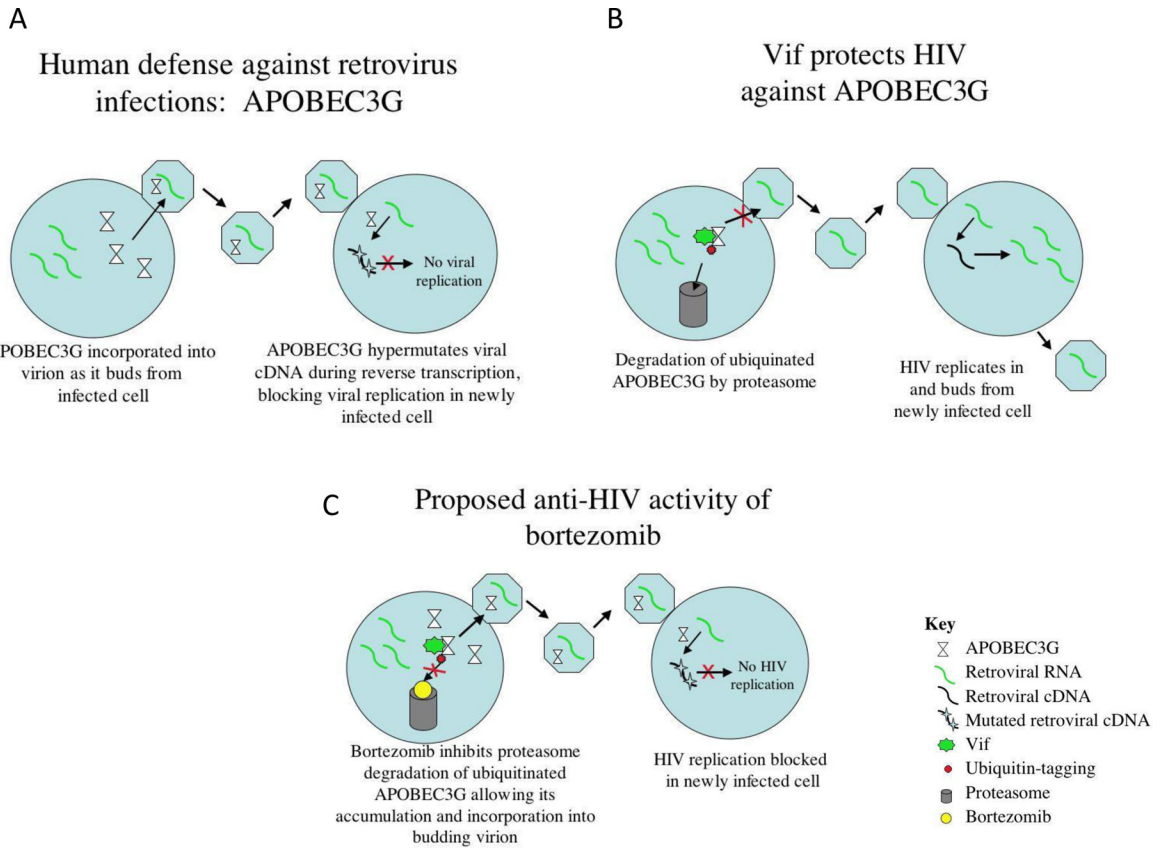 A
Human defense against retrovirus
infections: APOBEC3G
No viral
replication
POBEC3G incorporated into
virion as it buds from
infected cell
APOBEC3G hypermutates viral
cDNA during reverse transcription,
blocking viral replication in newly
infected cell
B
Vif protects HIV
against APOBEC3G
Degradation of ubiquinated
APOBEC3G by proteasome
HIV replicates in
and buds from
newly infected cell
C
Proposed anti-HIV activity of
bortezomib
No HIV
replication
Bortezomib inhibits proteasome
degradation of ubiquitinated
APOBEC3G allowing its
accumulation and incorporation into
budding virion
HIV replication blocked
in newly infected cell
Key
APOBEC3G
Retroviral RNA
Retroviral cDNA
Mutated retroviral cDNA
Vif
Ubiquitin-tagging
Proteasome
Bortezomib